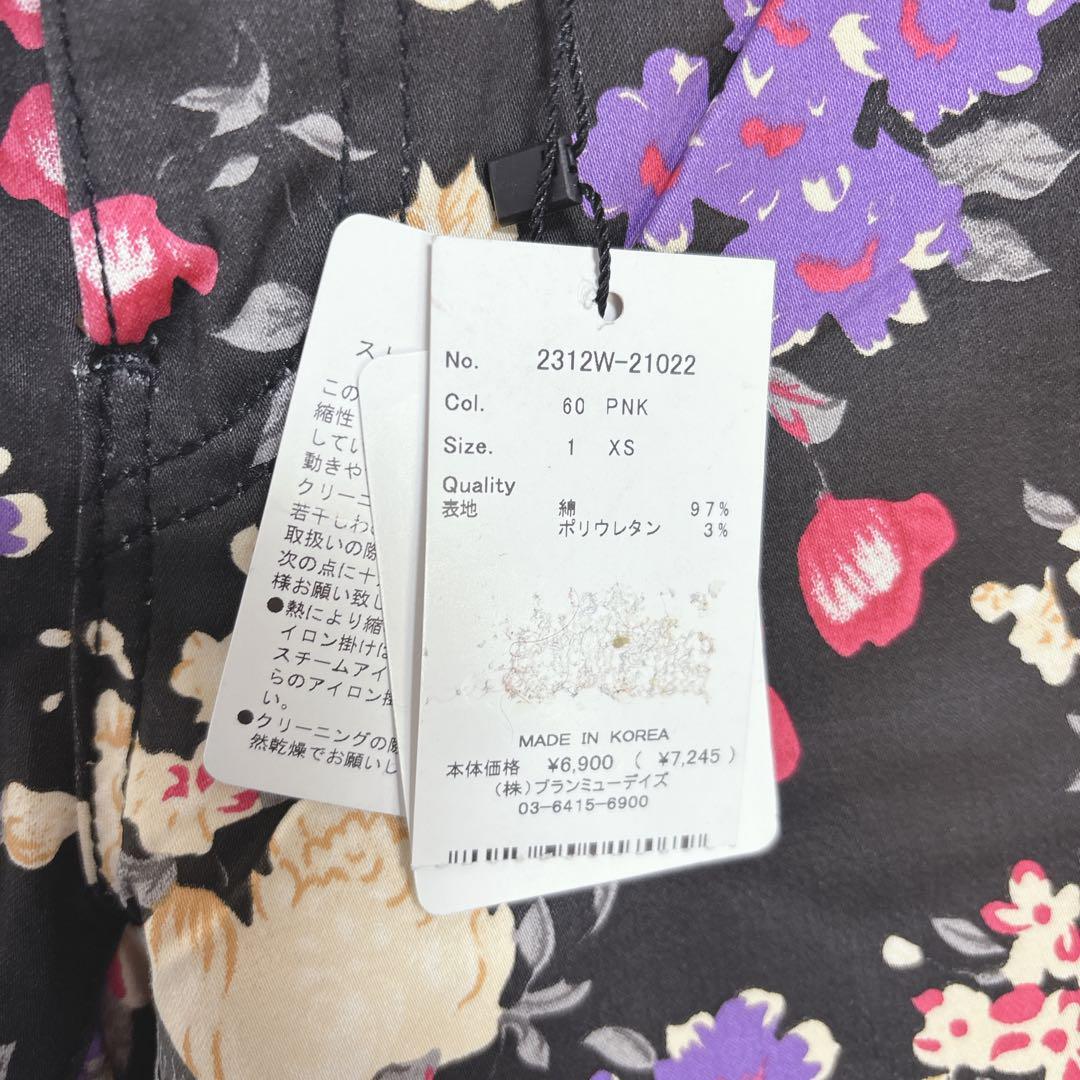 No. 2312W-21022
Col. 60 PNK
Size. 1 XS
Quality
表地 綿 97%
ポリウレタン 3%
MADE IN KOREA
本体価格 ¥6,900 ( ¥7,245 )
(株)ブランミューデイズ
03-6415-6900
この
縮性
してい
動きや
クリーニ
若干しわ
取扱いの際
次の点に十
様お願い致し
●熱により縮
イロン掛けは
スチームアイ
らのアイロン掛
い。
●クリーニングの際
然乾燥でお願いし